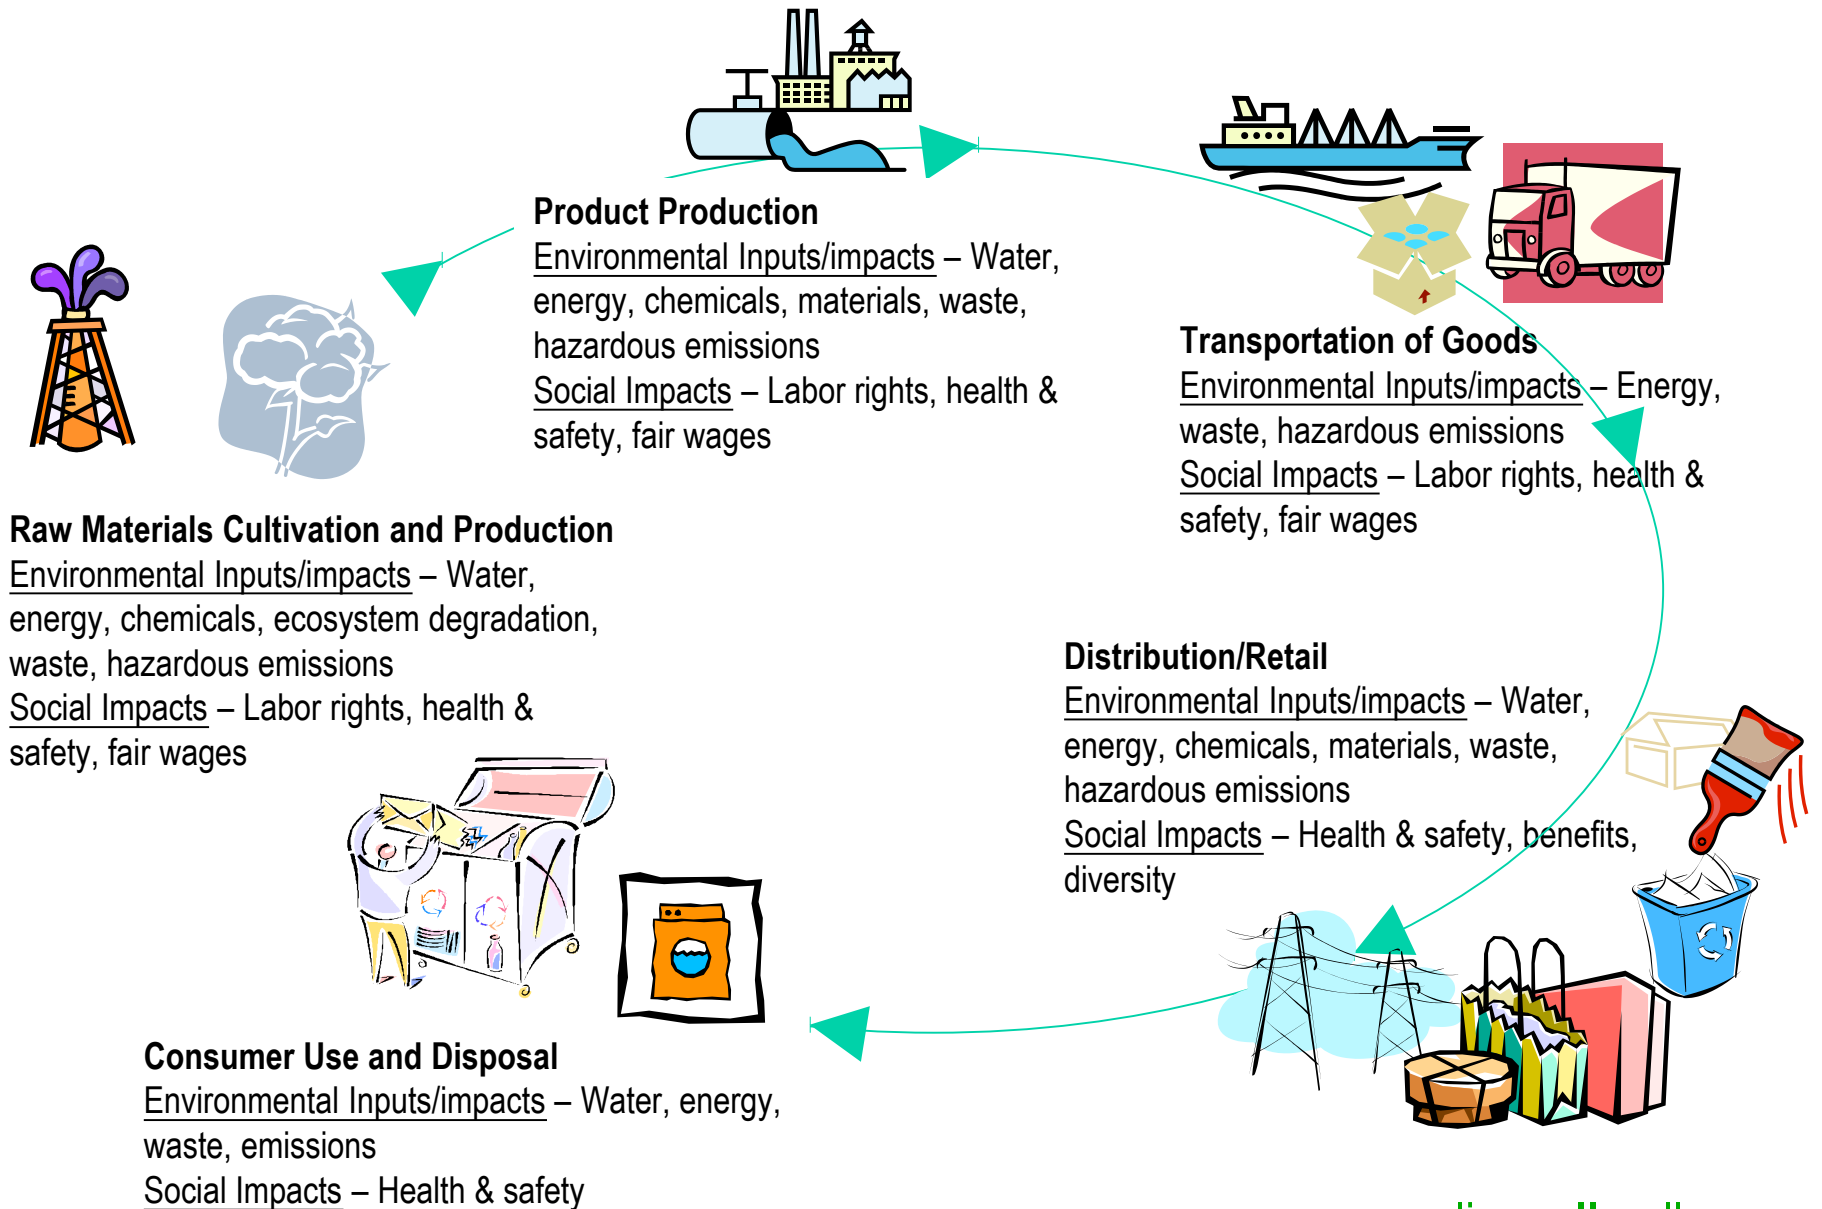 Product Production
Environmental Inputs/impacts – Water,
energy, chemicals, materials, waste,
hazardous emissions
Social Impacts – Labor rights, health &
safety, fair wages
Transportation of Goods
Environmental Inputs/impacts – Energy,
waste, hazardous emissions
Social Impacts – Labor rights, health &
safety, fair wages
Raw Materials Cultivation and Production
Environmental Inputs/impacts – Water,
energy, chemicals, ecosystem degradation,
waste, hazardous emissions
Social Impacts – Labor rights, health &
safety, fair wages
Distribution/Retail
Environmental Inputs/impacts – Water,
energy, chemicals, materials, waste,
hazardous emissions
Social Impacts – Health & safety, benefits,
diversity
Consumer Use and Disposal
Environmental Inputs/impacts – Water, energy,
waste, emissions
Social Impacts – Health & safety